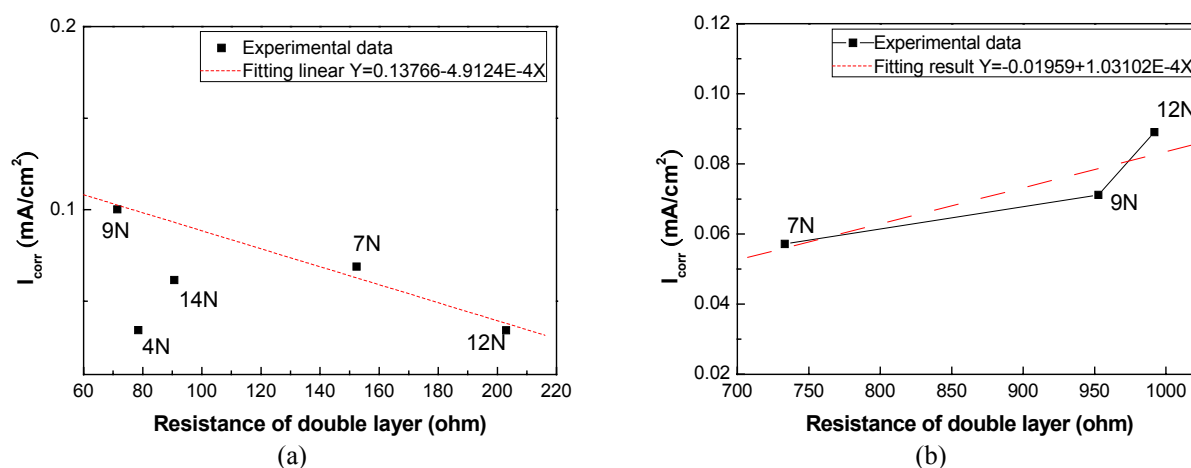 0.2
0.1
I_corr (mA/cm²)
Experimental data
Fitting linear Y=0.13766-4.9124E-4X
9N
7N
14N
4N
12N
60 80 100 120 140 160 180 200 220
Resistance of double layer (ohm)
(a)
0.12
0.10
0.08
0.06
0.04
0.02
I_corr (mA/cm²)
Experimental data
Fitting result Y=-0.01959+1.03102E-4X
12N
7N
9N
700 750 800 850 900 950 1000
Resistance of double layer (ohm)
(b)